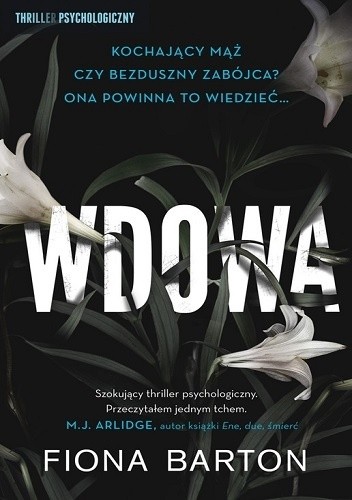 THRILLER PSYCHOLOGICZNY
KOCHAJĄCY MĄŻ
CZY BEZDUSZNY ZABÓJCA?
ONA POWINNA TO WIEDZIEĆ...
WDOWA
Szokujący thriller psychologiczny.
Przeczytałem jednym tchem.
M.J. ARLIDGE, autor książki Ene, due, śmierć
FIONA BARTON